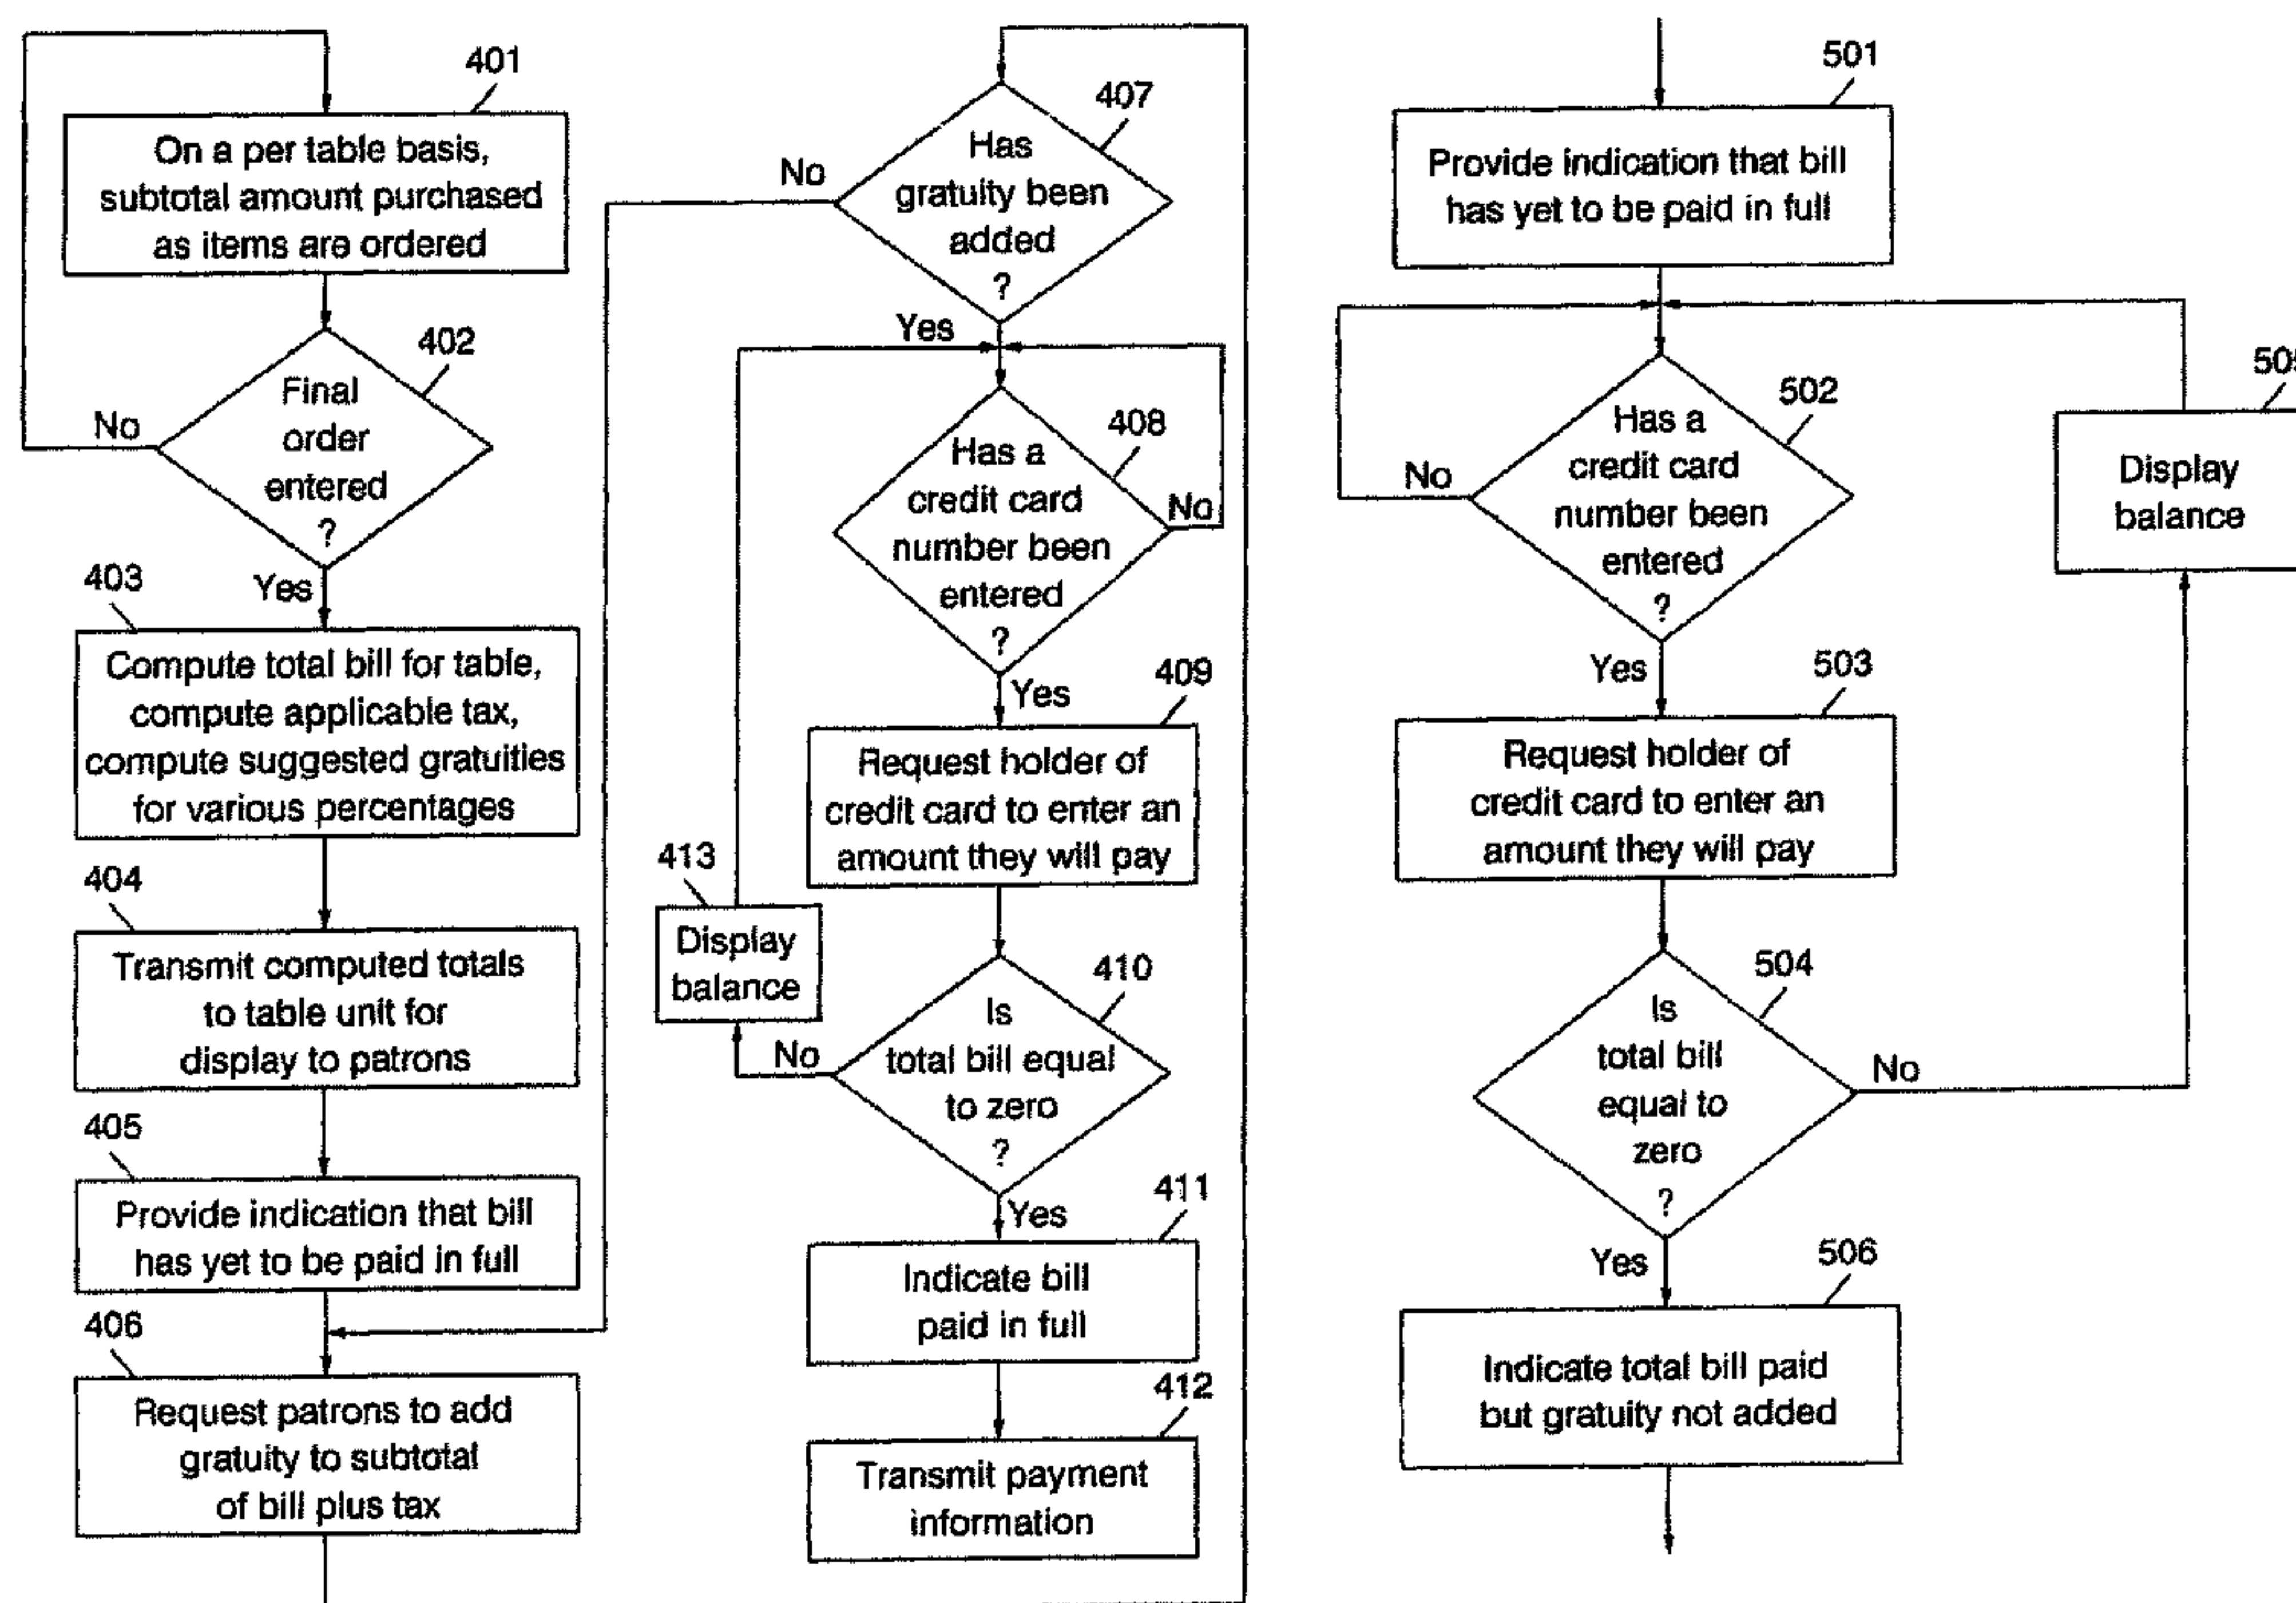 401
On a per table basis,
subtotal amount purchased
as items are ordered
402
Final
order
entered
?
No
Yes
403
Compute total bill for table,
compute applicable tax,
compute suggested gratuities
for various percentages
404
Transmit computed totals
to table unit for
display to patrons
405
Provide indication that bill
has yet to be paid in full
406
Request patrons to add
gratuity to subtotal
of bill plus tax
407
Has
gratuity been
added
?
No
Yes
408
Has a
credit card
number been
entered
?
No
Yes
409
Request holder of
credit card to enter an
amount they will pay
413
Display
balance
410
Is
total bill equal
to zero
?
No
Yes
411
Indicate bill
paid in full
412
Transmit payment
information
501
Provide indication that bill
has yet to be paid in full
502
Has a
credit card
number been
entered
?
No
Yes
503
Request holder of
credit card to enter an
amount they will pay
504
Is
total bill
equal to
zero
?
No
Yes
Display
balance
506
Indicate total bill paid
but gratuity not added